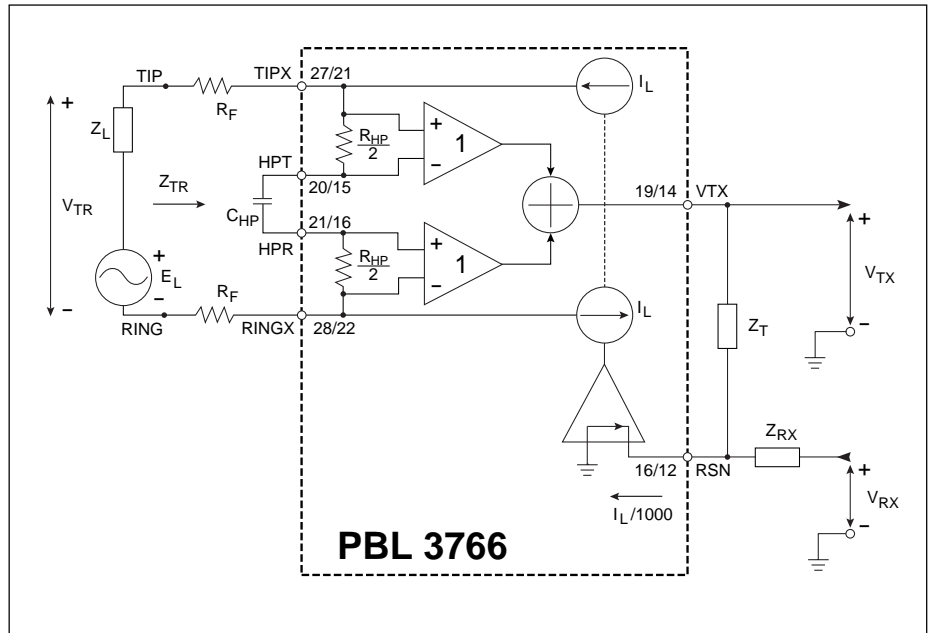 TIP
TIPX
27/21
I_L
R_F
+
Z_L
R_HP
2
+
−
1
HPT
20/15
Z_TR
V_TR
C_HP
19/14
VTX
21/16
HPR
+
V_TX
−
R_HP
2
+
−
1
+
E_L
−
R_F
−
RING
RINGX
28/22
I_L
Z_T
Z_RX
16/12
RSN
+
V_RX
−
I_L/1000
PBL 3766